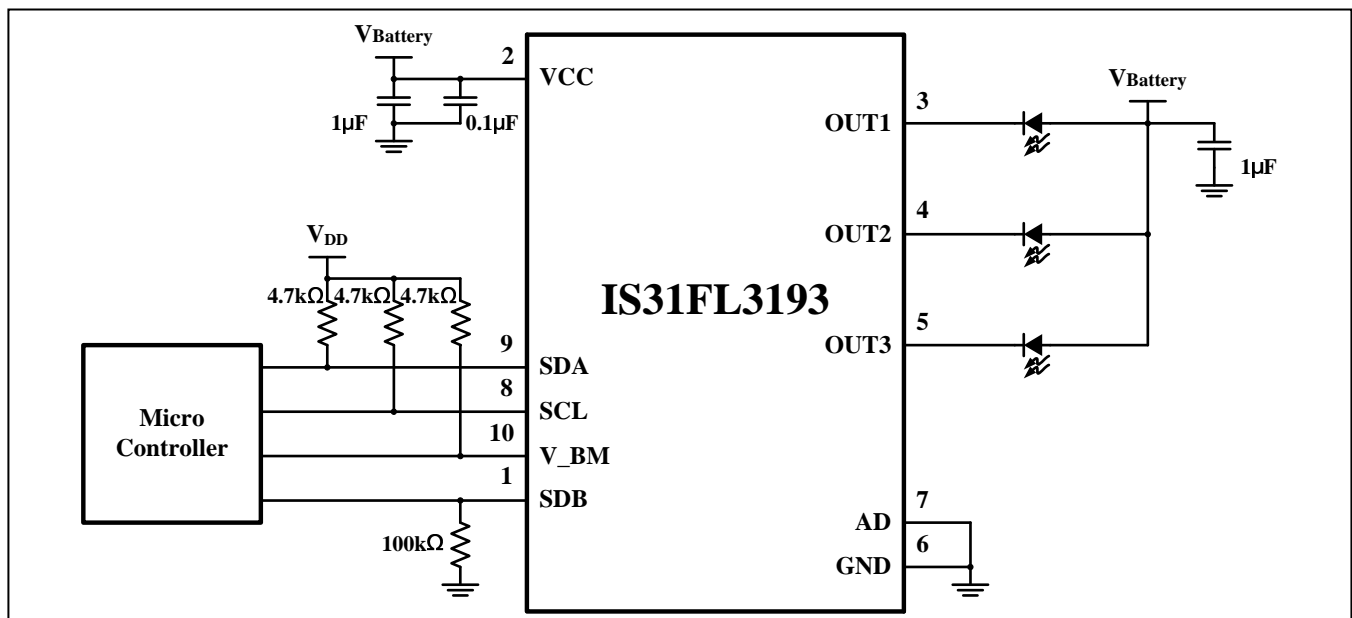 VBattery
2
VCC
1µF
0.1µF
VDD
4.7kΩ 4.7kΩ 4.7kΩ
Micro
Controller
9
SDA
8
SCL
10
V_BM
1
SDB
100kΩ
IS31FL3193
VBattery
3
OUT1
1µF
4
OUT2
5
OUT3
7
AD
6
GND